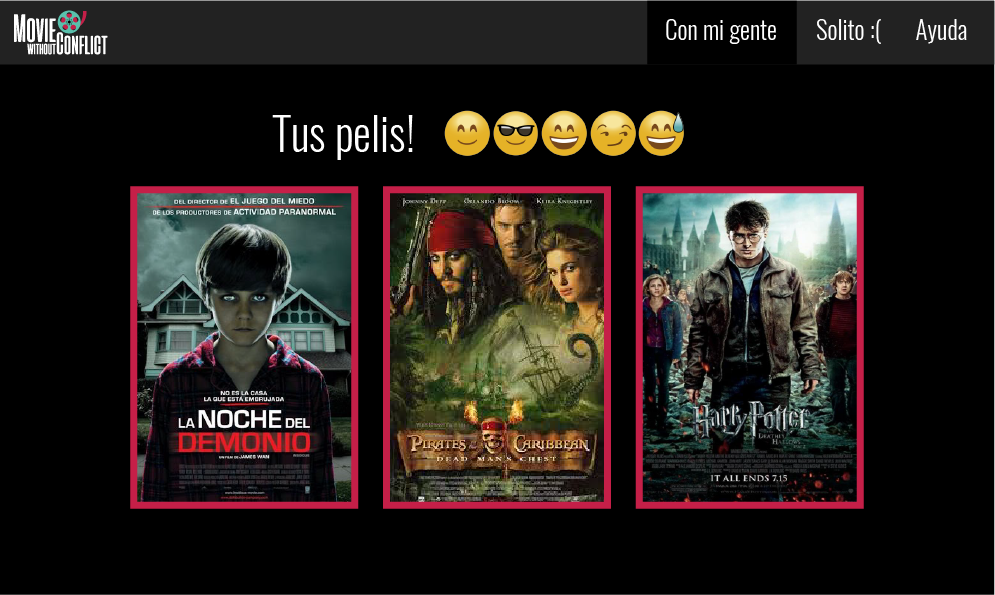 MOVIE
WITHOUT CONFLICT
Con mi gente
Solito :(
Ayuda
Tus pelis!
DEL DIRECTOR DE EL JUEGO DEL MIEDO
DE LOS PRODUCTORES DE ACTIVIDAD PARANORMAL
NO ES LA CASA
LA QUE ESTÁ EMBRUJADA
LA NOCHE DEL
DEMONIO
UN FILM DE JAMES WAN
JOHNNY DEPP ORLANDO BLOOM KEIRA KNIGHTLEY
PIRATES OF THE CARIBBEAN
DEAD MAN'S CHEST
Harry Potter
DEATHLY
HALLOWS
IT ALL ENDS 7.15